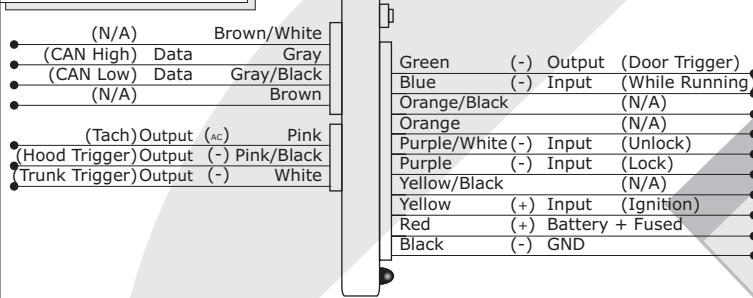 (N/A) Brown/White
(CAN High) Data Gray
(CAN Low) Data Gray/Black
(N/A) Brown
(Tach) Output (AC) Pink
(Hood Trigger) Output (-) Pink/Black
(Trunk Trigger) Output (-) White
Green (-) Output (Door Trigger)
Blue (-) Input (While Running
Orange/Black (N/A)
Orange (N/A)
Purple/White (-) Input (Unlock)
Purple (-) Input (Lock)
Yellow/Black (N/A)
Yellow (+) Input (Ignition)
Red (+) Battery + Fused
Black (-) GND